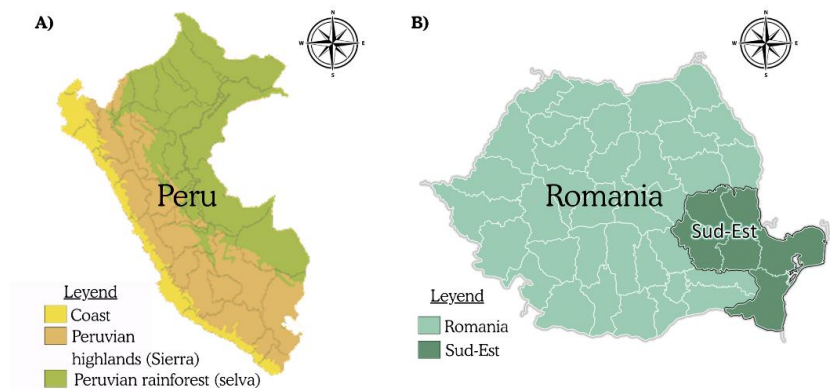 A)
N
W E
S
Peru
Leyend
Coast
Peruvian
highlands (Sierra)
Peruvian rainforest (selva)
B)
N
W E
S
Romania
Sud-Est
Leyend
Romania
Sud-Est